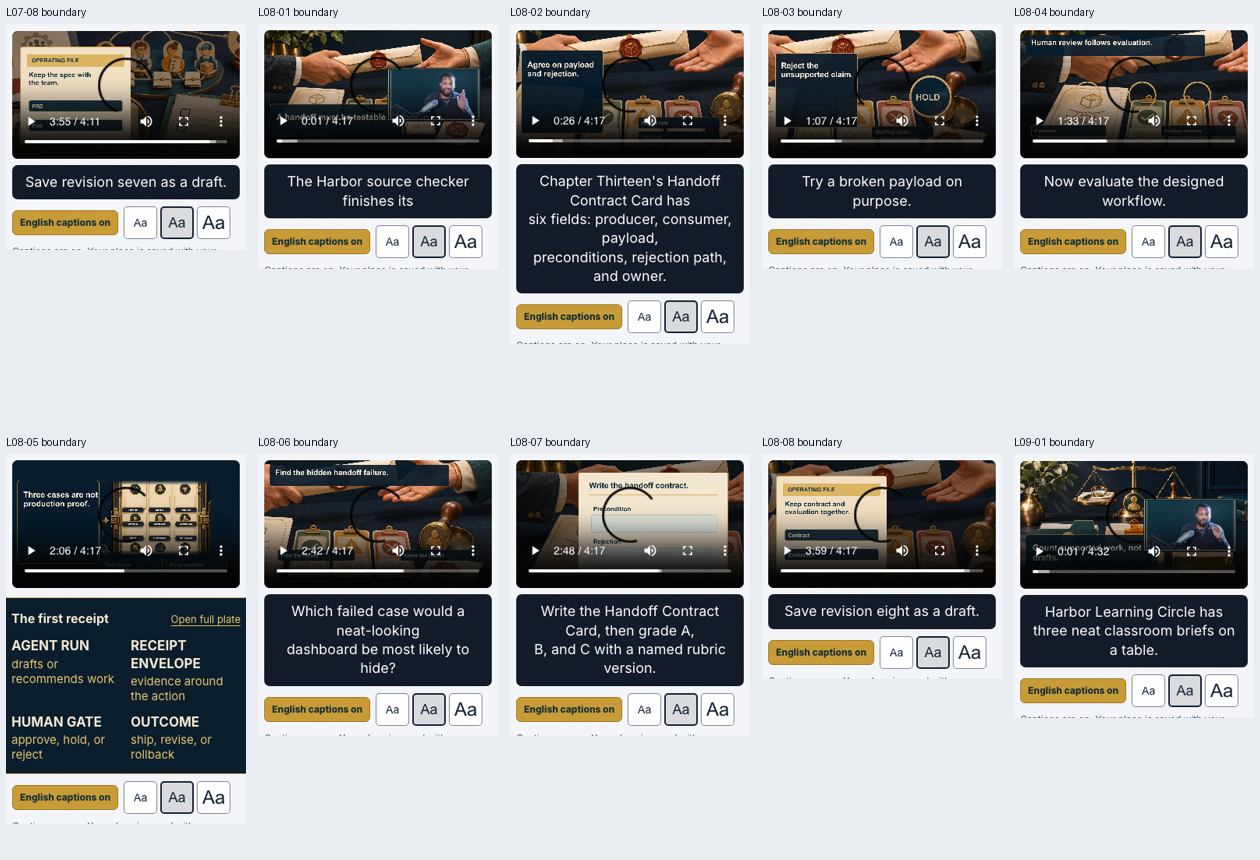 L07-08 boundary
OPERATING FILE
Keep the spec with
the team.
PRD
3:55 / 4:11
Save revision seven as a draft.
English captions on
Aa
Aa
Aa
L08-01 boundary
A handoff must be testable
0:01 / 4:17
The Harbor source checker
finishes its
English captions on
Aa
Aa
Aa
L08-02 boundary
Agree on payload
and rejection.
0:26 / 4:17
Chapter Thirteen's Handoff
Contract Card has
six fields: producer, consumer,
payload,
preconditions, rejection path,
and owner.
English captions on
Aa
Aa
Aa
L08-03 boundary
Reject the
unsupported claim.
HOLD
1:07 / 4:17
Try a broken payload on
purpose.
English captions on
Aa
Aa
Aa
L08-04 boundary
Human review follows evaluation.
1:33 / 4:17
Now evaluate the designed
workflow.
English captions on
Aa
Aa
Aa
L08-05 boundary
Three cases are not
production proof.
2:06 / 4:17
The first receipt
Open full plate
AGENT RUN
drafts or
recommends work
RECEIPT
ENVELOPE
evidence around
the action
HUMAN GATE
approve, hold, or
reject
OUTCOME
ship, revise, or
rollback
English captions on
Aa
Aa
Aa
L08-06 boundary
Find the hidden handoff failure.
2:42 / 4:17
Which failed case would a
neat-looking
dashboard be most likely to
hide?
English captions on
Aa
Aa
Aa
L08-07 boundary
Write the handoff contract.
Precondition
Rejection
2:48 / 4:17
Write the Handoff Contract
Card, then grade A,
B, and C with a named rubric
version.
English captions on
Aa
Aa
Aa
L08-08 boundary
OPERATING FILE
Keep contract and
evaluation together.
Contract
3:59 / 4:17
Save revision eight as a draft.
English captions on
Aa
Aa
Aa
L09-01 boundary
0:01 / 4:32
Harbor Learning Circle has
three neat classroom briefs on
a table.
English captions on
Aa
Aa
Aa